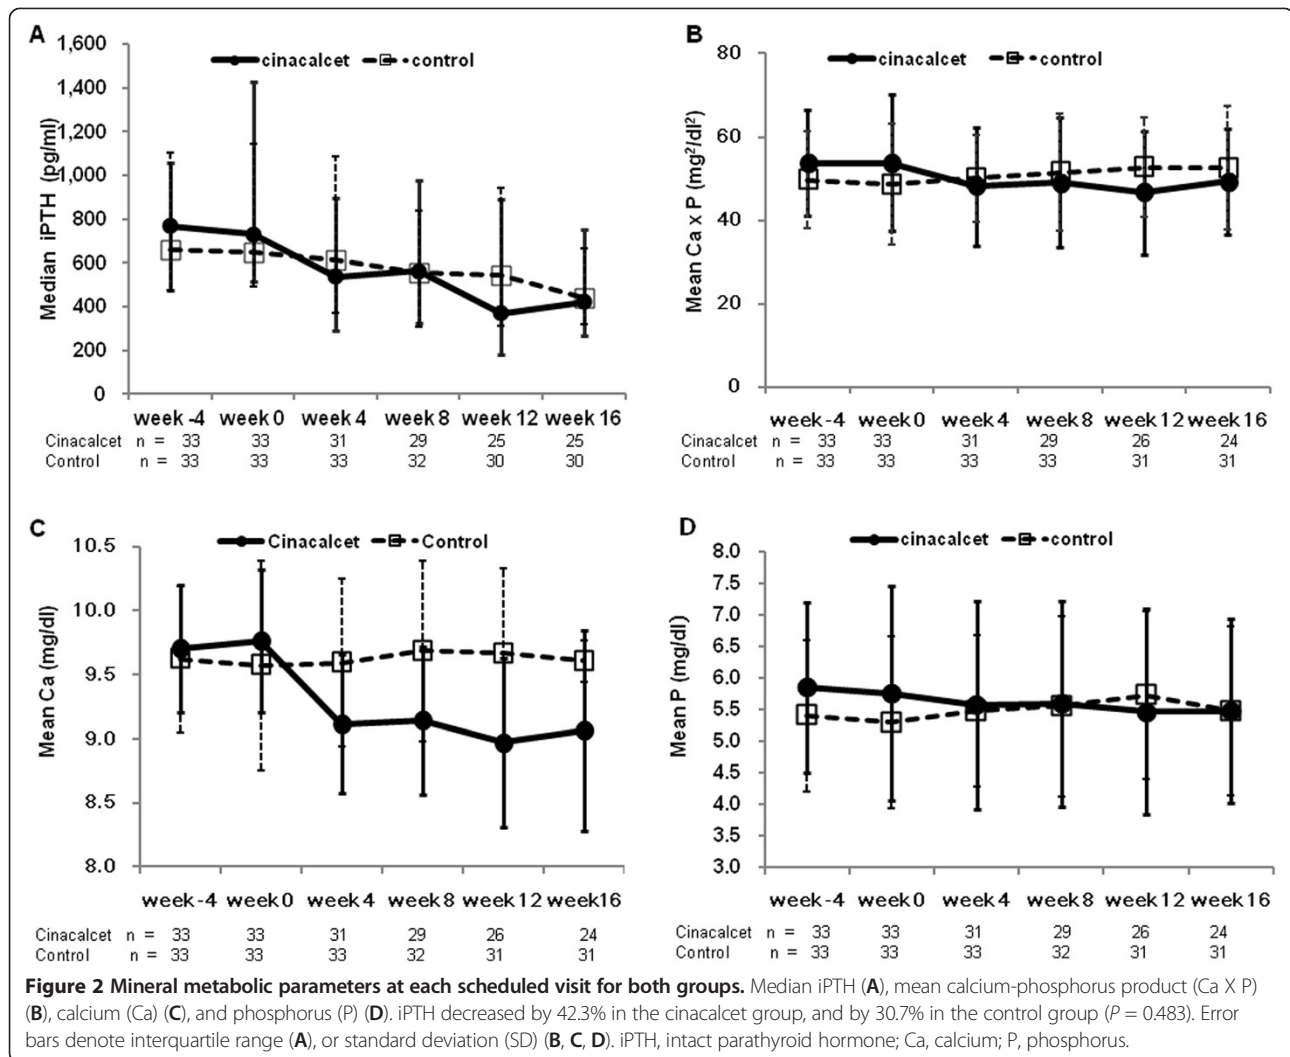 A
cinacalcet control
Median iPTH (pg/ml)
1,600
1,400
1,200
1,000
800
600
400
200
0
week -4 week 0 week 4 week 8 week 12 week 16
Cinacalcet n = 33 33 31 29 25 25
Control n = 33 33 33 32 30 30
B
cinacalcet control
Mean Ca x P (mg²/dl²)
80
60
40
20
0
week -4 week 0 week 4 week 8 week 12 week 16
Cinacalcet n = 33 33 31 29 26 24
Control n = 33 33 33 33 31 31
C
Cinacalcet Control
Mean Ca (mg/dl)
10.5
10.0
9.5
9.0
8.5
8.0
week -4 week 0 week 4 week 8 week 12 week16
Cinacalcet n = 33 33 31 29 26 24
Control n = 33 33 33 32 31 31
D
cinacalcet control
Mean P (mg/dl)
8.0
7.5
7.0
6.5
6.0
5.5
5.0
4.5
4.0
3.5
3.0
week -4 week 0 week 4 week 8 week 12 week16
Cinacalcet n = 33 33 31 29 26 24
Control n = 33 33 33 32 31 31
Figure 2 Mineral metabolic parameters at each scheduled visit for both groups. Median iPTH (A), mean calcium-phosphorus product (Ca X P)
(B), calcium (Ca) (C), and phosphorus (P) (D). iPTH decreased by 42.3% in the cinacalcet group, and by 30.7% in the control group (P = 0.483). Error
bars denote interquartile range (A), or standard deviation (SD) (B, C, D). iPTH, intact parathyroid hormone; Ca, calcium; P, phosphorus.